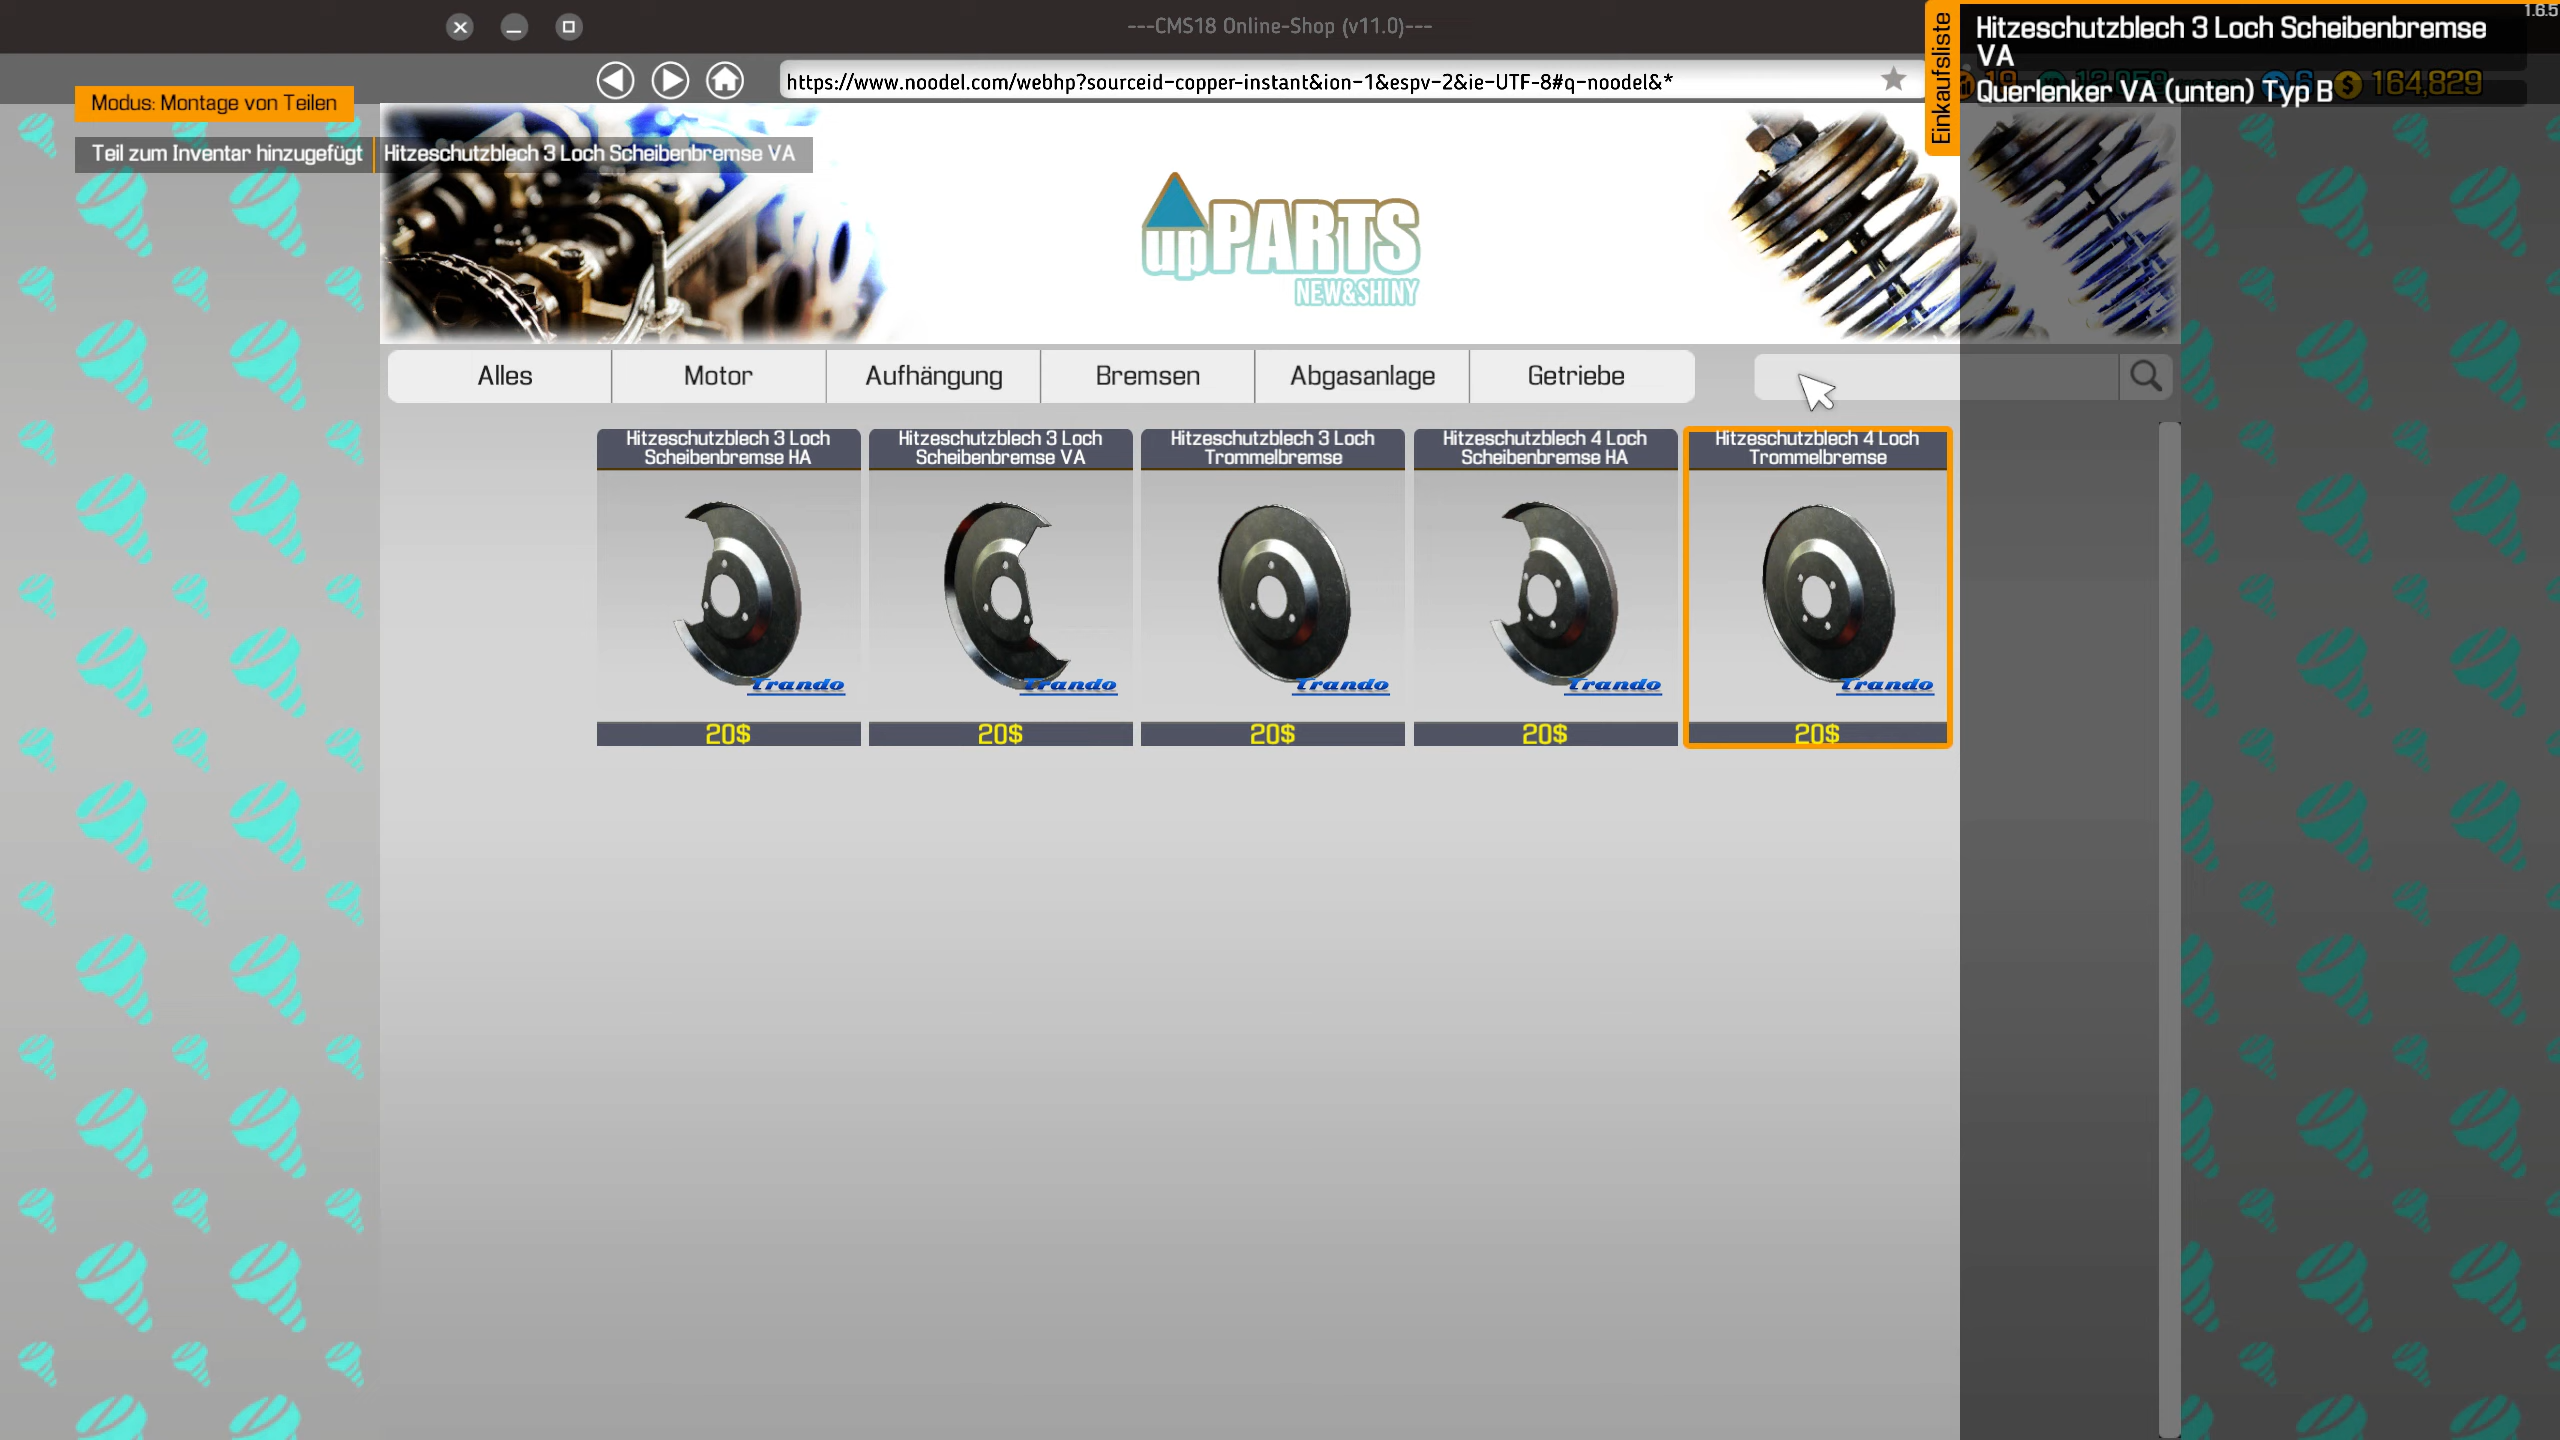 ---CMS18 Online-Shop (v11.0)---
1.6.5
Einkaufsliste
Hitzeschutzblech 3 Loch Scheibenbremse
VA
Querlenker VA (unten) Typ B
164,829
https://www.noodel.com/webhp?sourceid-copper-instant&ion-1&espv-2&ie-UTF-8#q-noodel&*
Modus: Montage von Teilen
Teil zum Inventar hinzugefügt
Hitzeschutzblech 3 Loch Scheibenbremse VA
upPARTS
NEW&SHINY
Alles
Motor
Aufhängung
Bremsen
Abgasanlage
Getriebe
Hitzeschutzblech 3 Loch
Scheibenbremse HA
Trando
20$
Hitzeschutzblech 3 Loch
Scheibenbremse VA
Trando
20$
Hitzeschutzblech 3 Loch
Trommelbremse
Trando
20$
Hitzeschutzblech 4 Loch
Scheibenbremse HA
Trando
20$
Hitzeschutzblech 4 Loch
Trommelbremse
Trando
20$